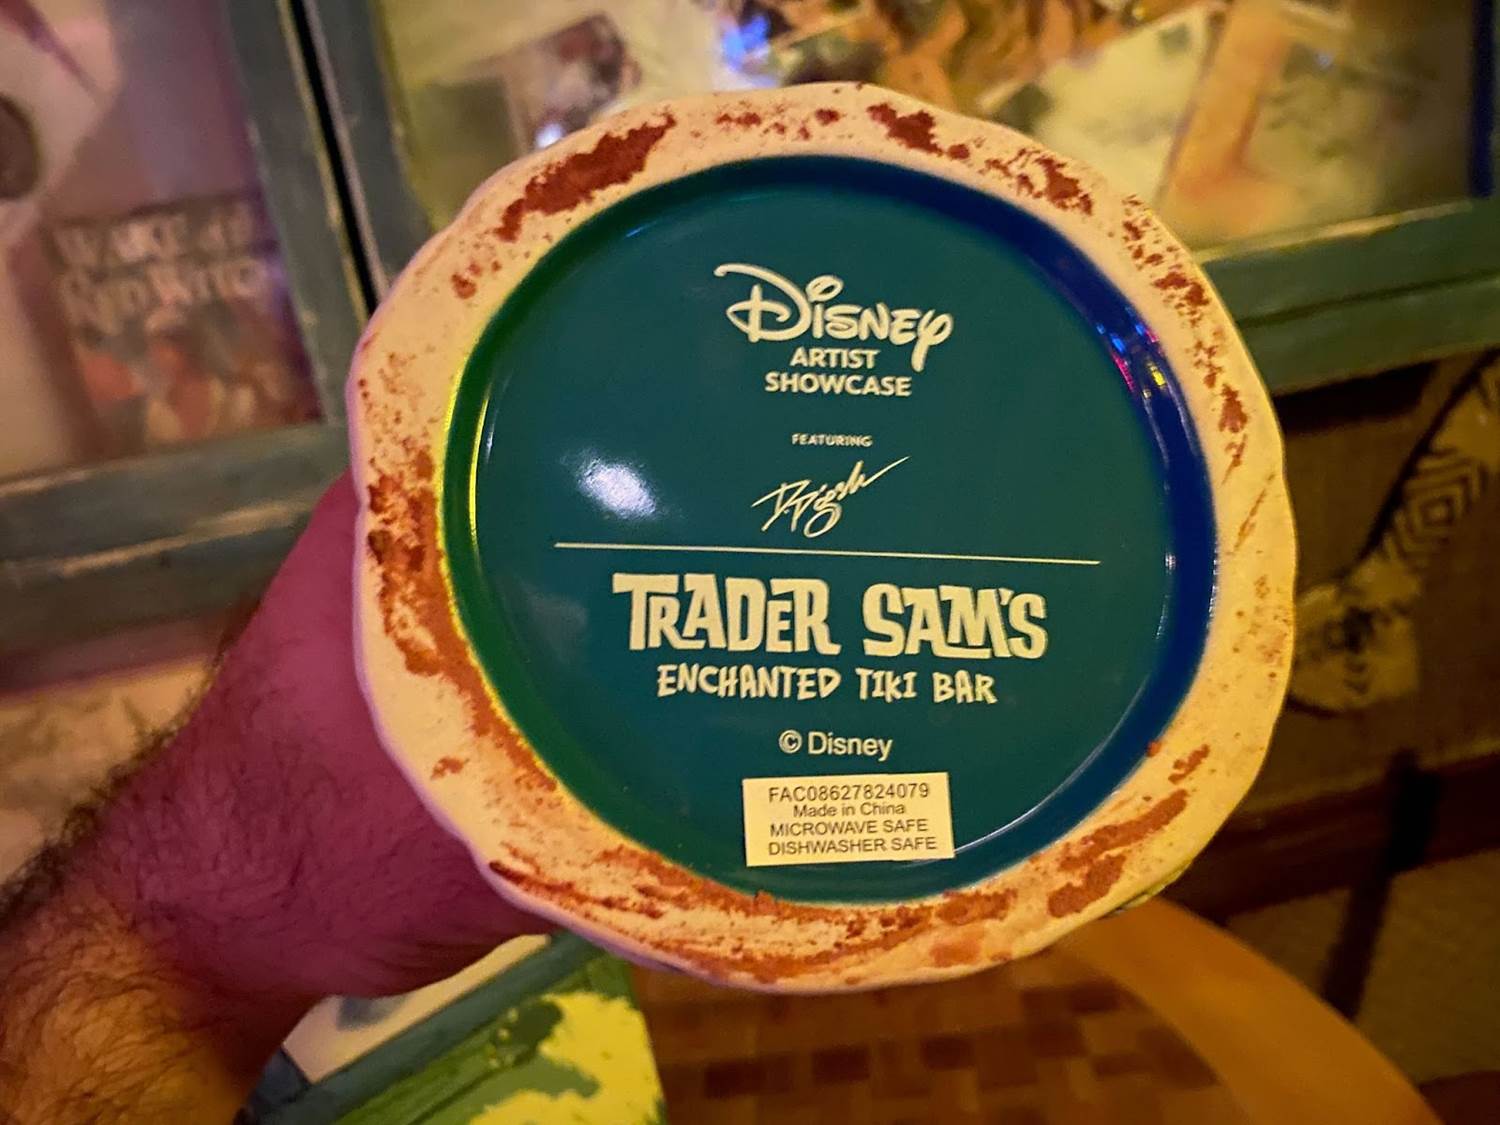 DISNEY
ARTIST
SHOWCASE
FEATURING
TRADER SAM'S
ENCHANTED TIKI BAR
© Disney
FAC08627824079
Made in China
MICROWAVE SAFE
DISHWASHER SAFE